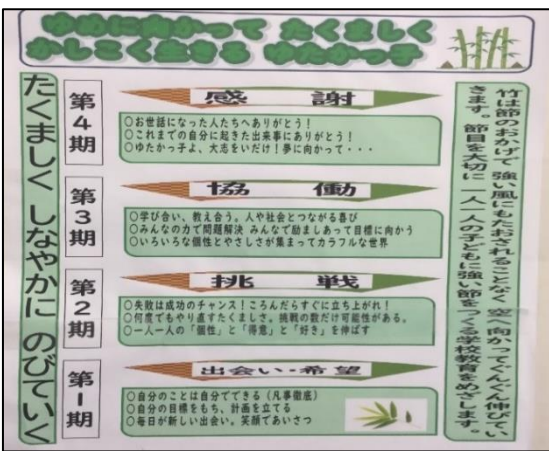 ゆめに向かって たくましく
かしこく生きる ゆたかっ子
たくましく しなやかに のびていく
第4期
感謝
○お世話になった人たちへありがとう!
○これまでの自分に起きた出来事にありがとう!
○ゆたかっ子よ、大志をいだけ!夢に向かって・・・
第3期
協働
○学び合い、教え合う。人や社会とつながる喜び
○みんなの力で問題解決 みんなで励ましあって目標に向かう
○いろいろな個性とやさしさが集まってカラフルな世界
第2期
挑戦
○失敗は成功のチャンス!ころんだらすぐに立ち上がれ!
○何度でもやり直すたくましさ。挑戦の数だけ可能性がある。
○一人一人の「個性」と「得意」と「好き」を伸ばす
第1期
出会い・希望
○自分のことは自分でできる(凡事徹底)
○自分の目標をもち、計画を立てる
○毎日が新しい出会い。笑顔であいさつ
竹は節のおかげで 強い風にもたおされることなく 空へ向かってぐんぐん伸びてい
きます。節目を大切に 一人一人の子どもに強い節をつくる学校教育をめざします。